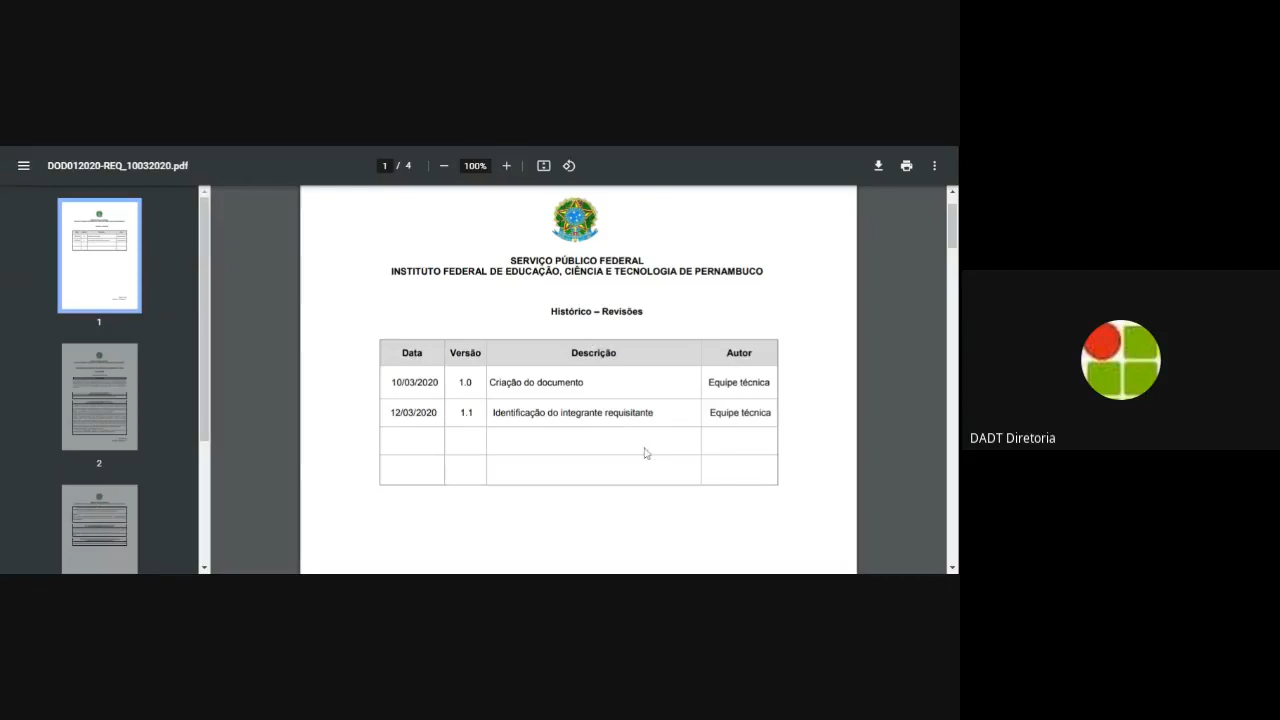 DOD012020-REQ_10032020.pdf
1 / 4
100%
1
2
SERVIÇO PÚBLICO FEDERAL
INSTITUTO FEDERAL DE EDUCAÇÃO, CIÊNCIA E TECNOLOGIA DE PERNAMBUCO
Histórico – Revisões
Data Versão Descrição Autor
10/03/2020 1.0 Criação do documento Equipe técnica
12/03/2020 1.1 Identificação do integrante requisitante Equipe técnica
DADT Diretoria